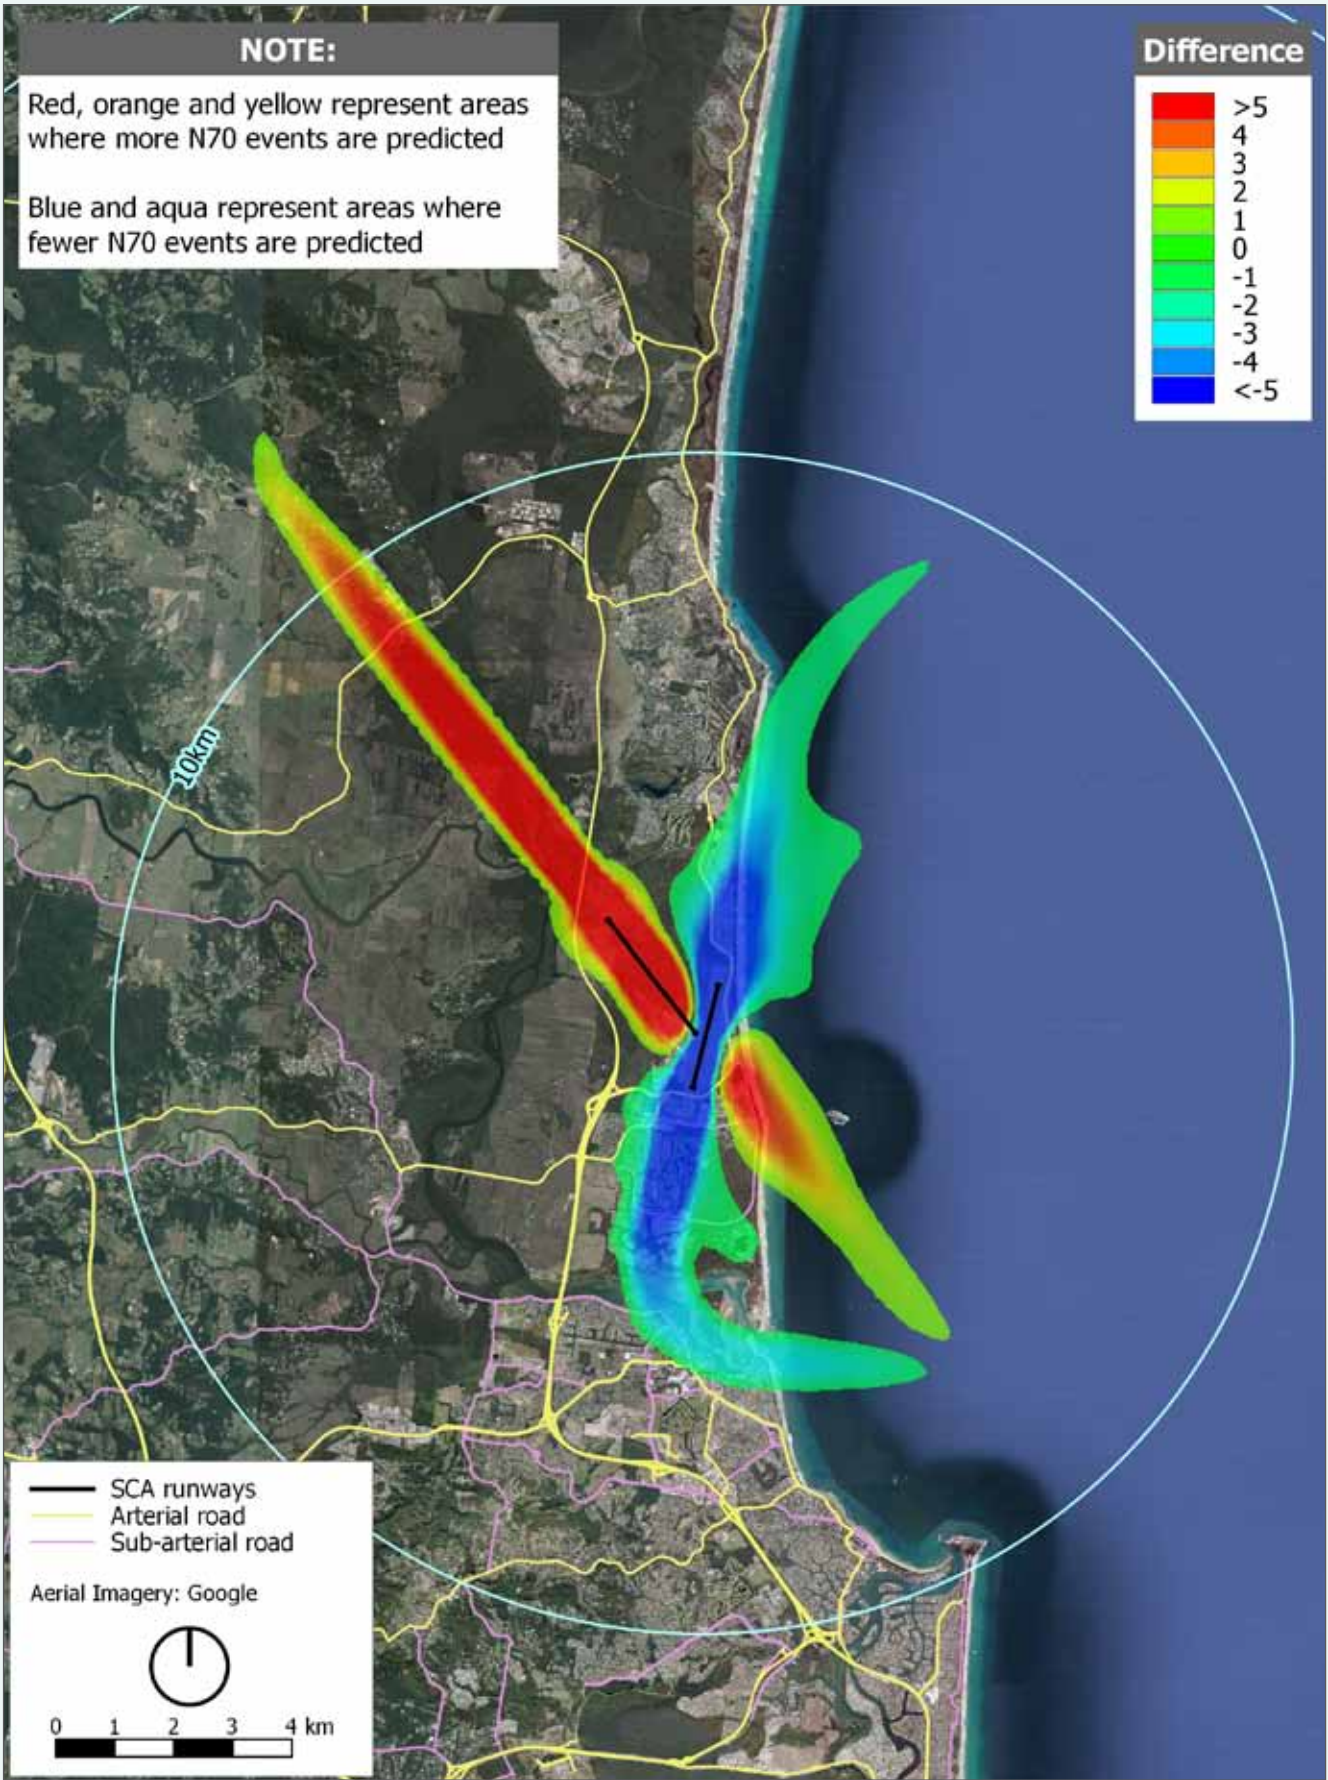 NOTE:
Red, orange and yellow represent areas
where more N70 events are predicted
Blue and aqua represent areas where
fewer N70 events are predicted
Difference
>5
4
3
2
1
0
-1
-2
-3
-4
<-5
10km
SCA runways
Arterial road
Sub-arterial road
Aerial Imagery: Google
0 1 2 3 4 km